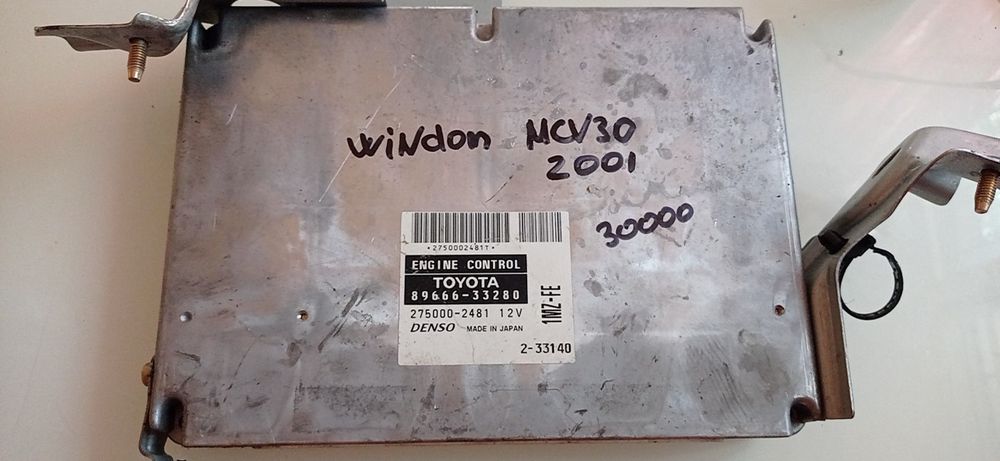 WiNdon MCV30
2001
30000
*2750002481T*
ENGINE CONTROL
TOYOTA
89666-33280
275000-2481 12V
DENSO MADE IN JAPAN
2-33140
1MZ-FE